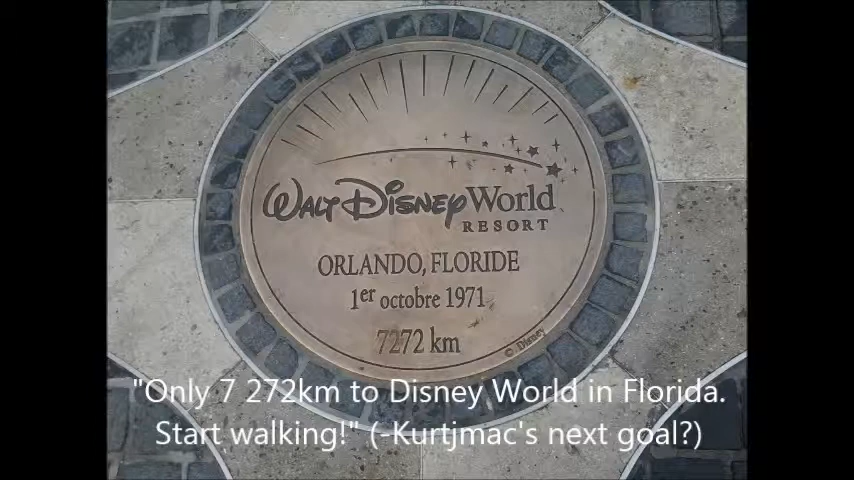 Walt Disney World
RESORT
ORLANDO, FLORIDE
1er octobre 1971
7272 km
© Disney
"Only 7 272km to Disney World in Florida.
Start walking!" (-Kurtjmac's next goal?)